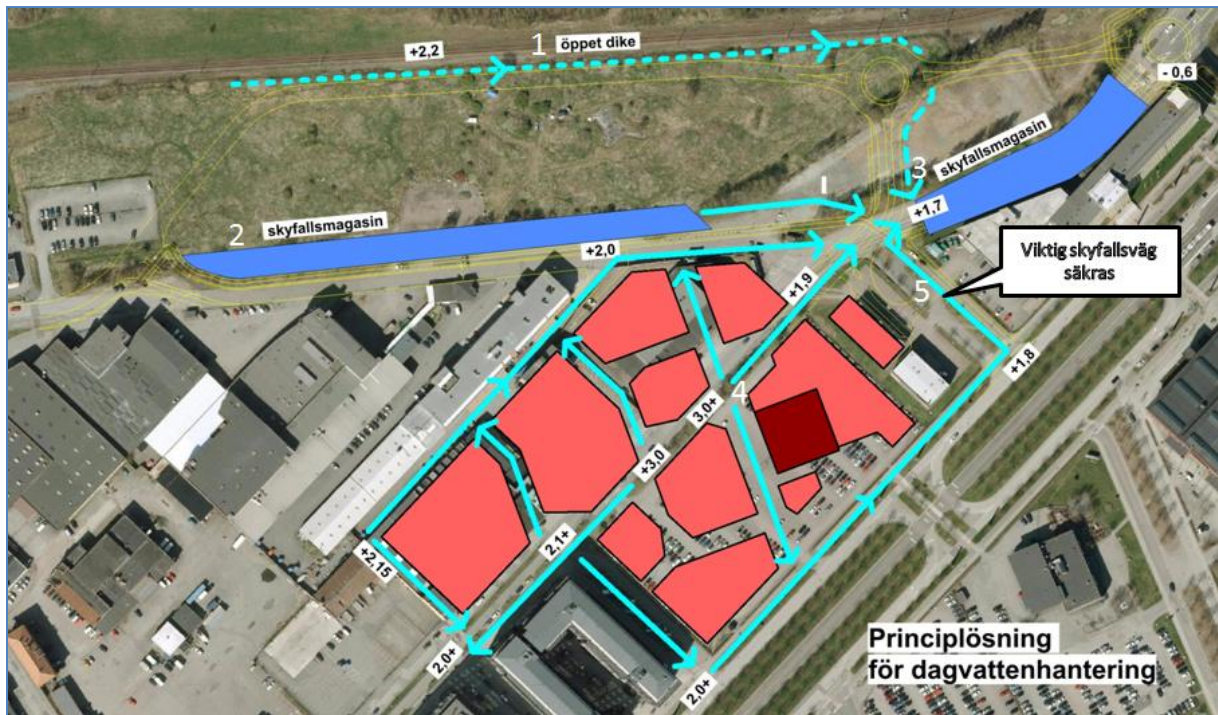 +2,2
1
öppet dike
- 0,6
3
skyfallsmagasin
+1,7
2
skyfallsmagasin
+2,0
Viktig skyfallsväg
säkras
5
+1,9
+1,8
4
3,0+
+3,0
2,1+
+2,15
2,0+
2,0+
Principlösning
för dagvattenhantering